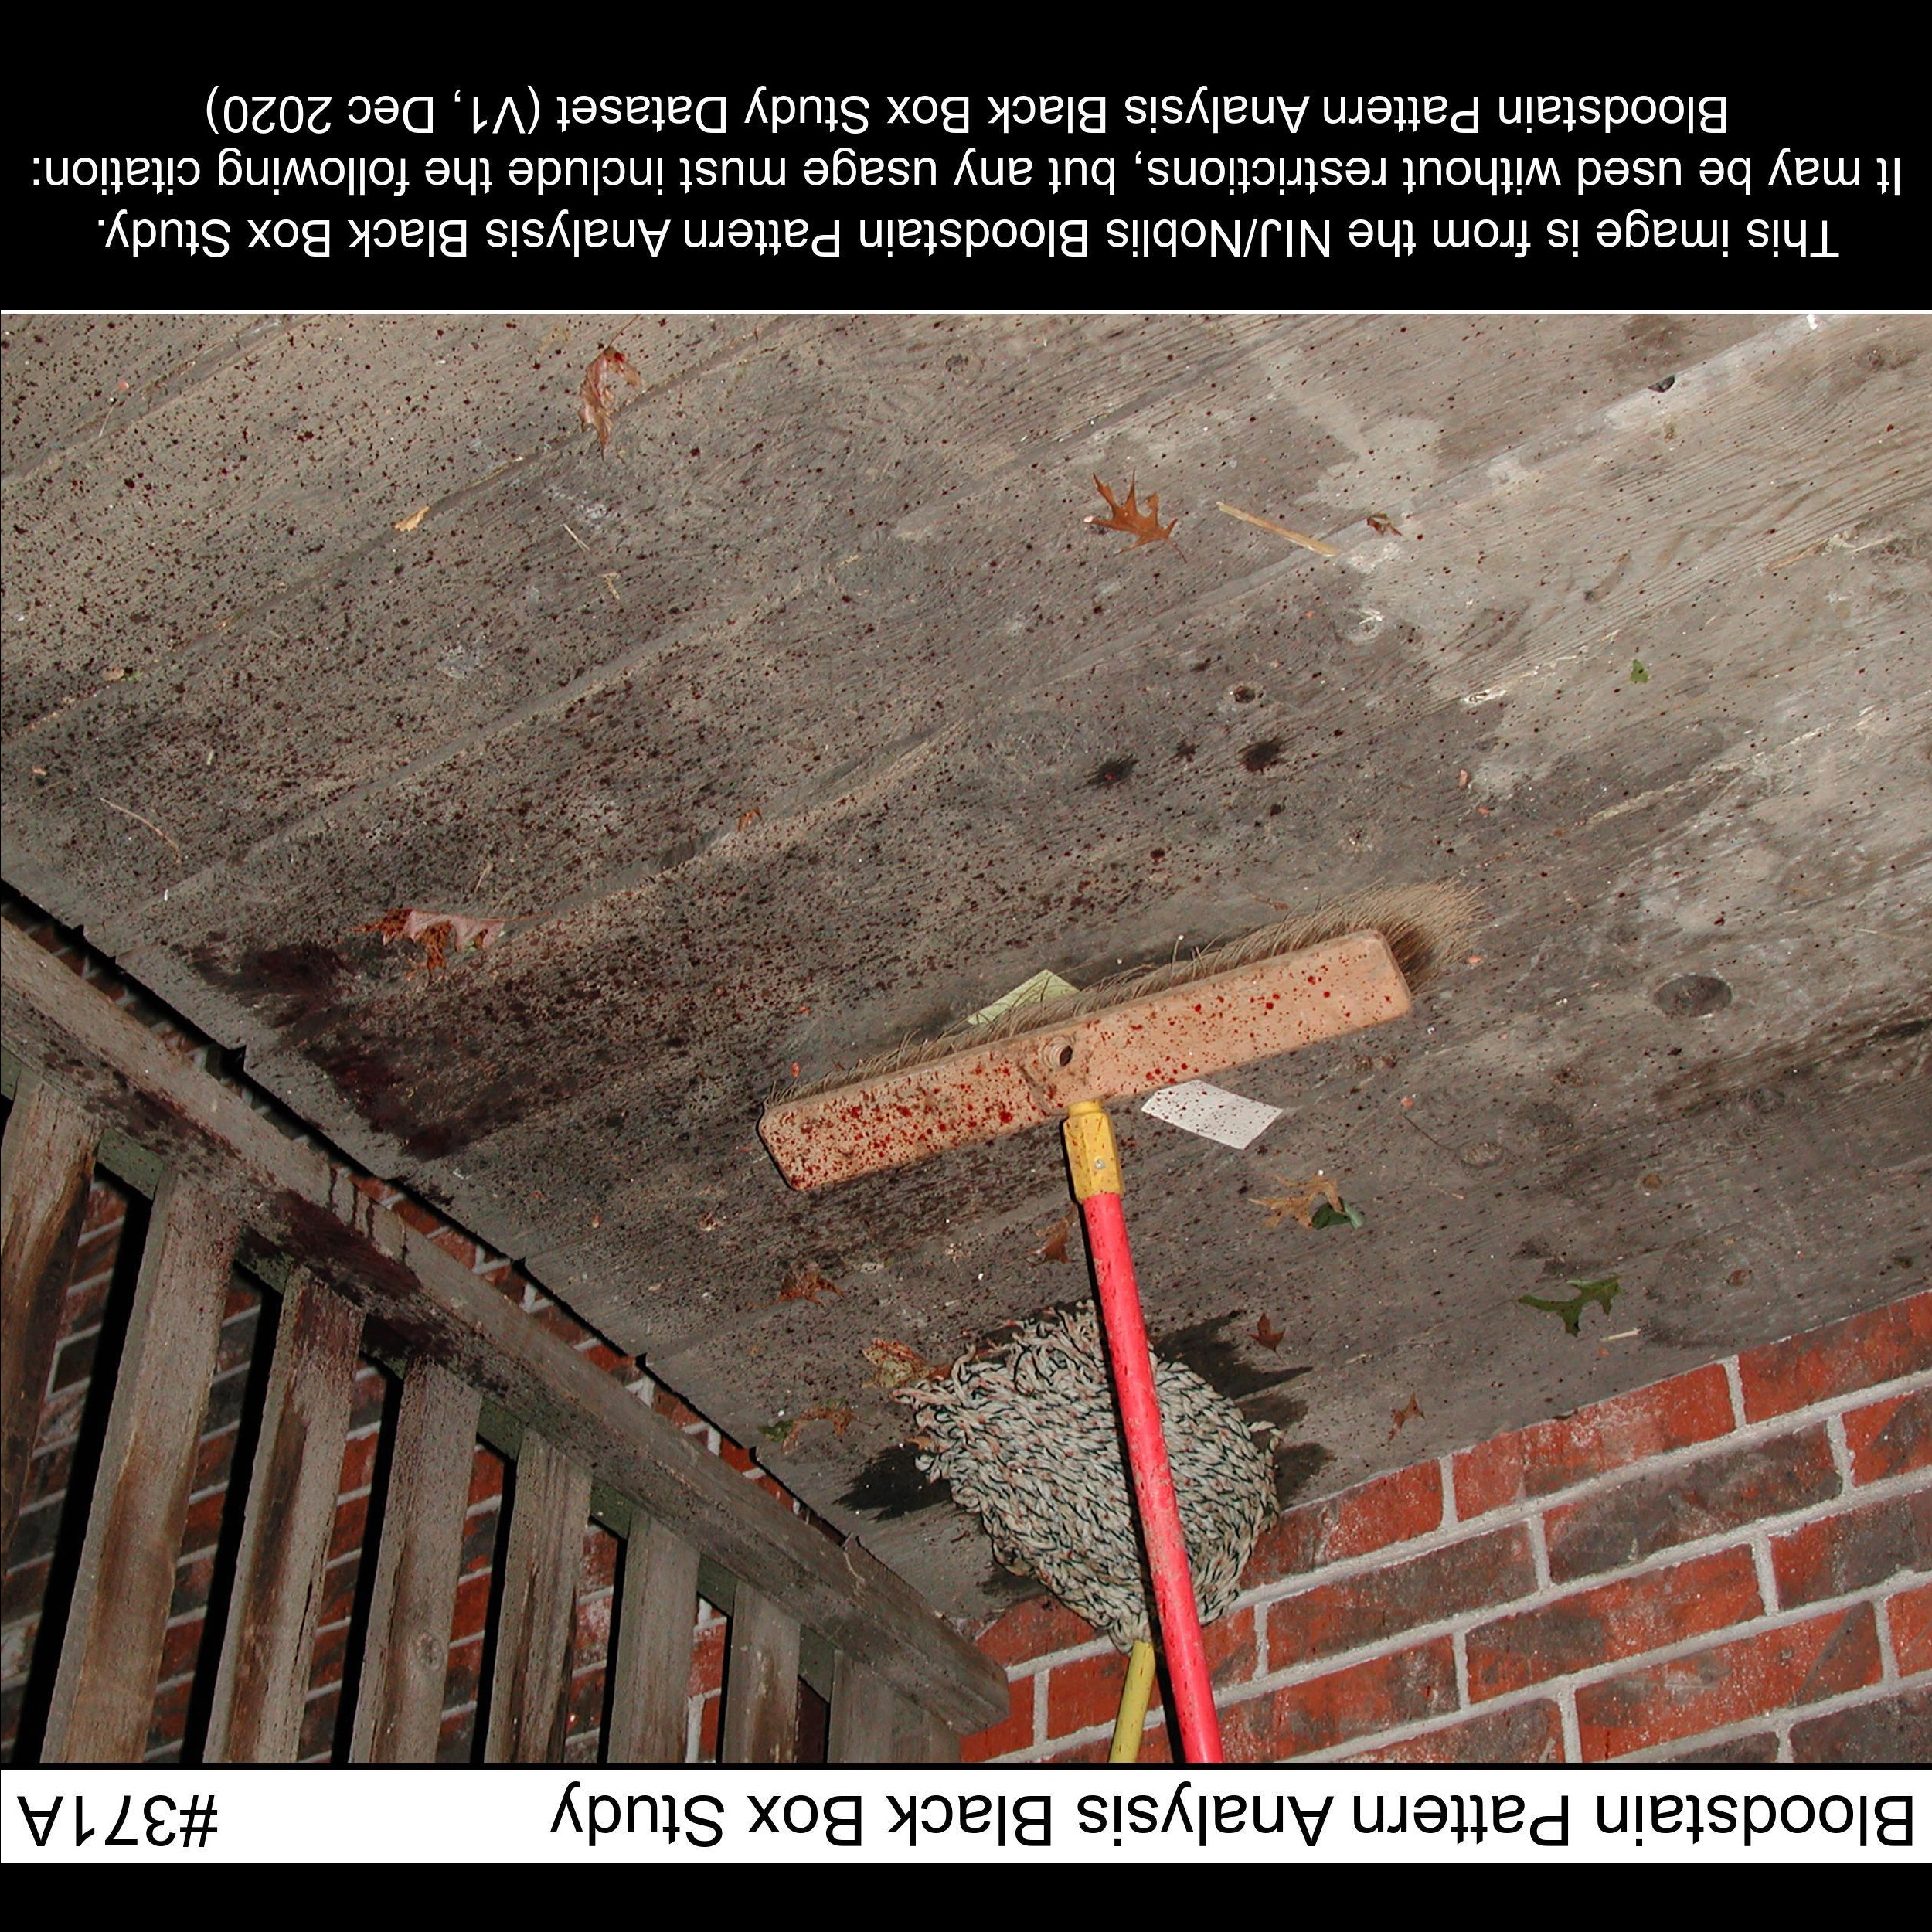 Bloodstain Pattern Analysis Black Box Study #371A
This image is from the NIJ/Noblis Bloodstain Pattern Analysis Black Box Study.
It may be used without restrictions, but any usage must include the following citation:
Bloodstain Pattern Analysis Black Box Study Dataset (V1, Dec 2020)